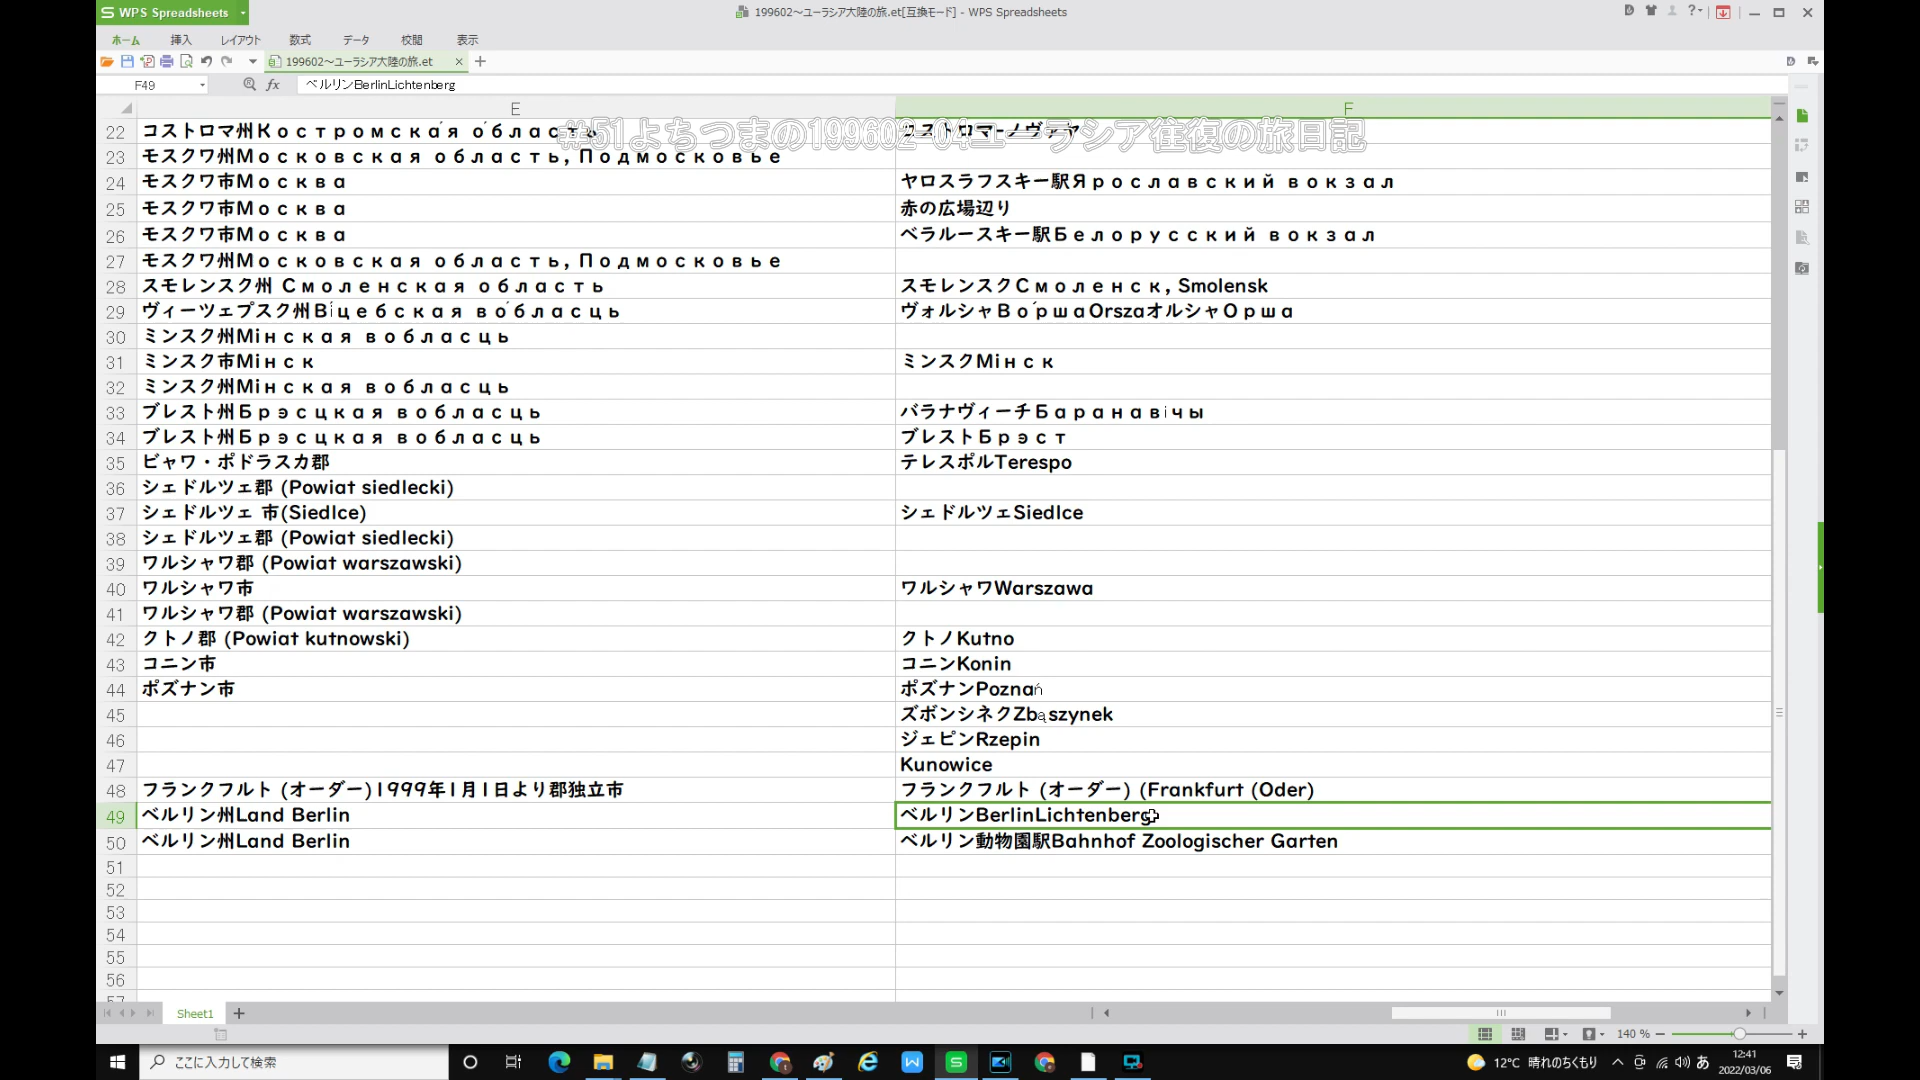 WPS Spreadsheets
199602～ユーラシア大陸の旅.et[互換モード] - WPS Spreadsheets
ホーム 挿入 レイアウト 数式 データ 校閲 表示
199602～ユーラシア大陸の旅.et
F49 fx ベルリンBerlinLichtenberg
E F
#51よちつまの199602-04ユーラシア往復の旅日記
22 コストロマ州Костромска́я о́бласть
23 モスクワ州Московская область, Подмосковье
24 モスクワ市Москва ヤロスラフスキー駅Ярославский вокзал
25 モスクワ市Москва 赤の広場辺り
26 モスクワ市Москва ベラルースキー駅Белорусский вокзал
27 モスクワ州Московская область, Подмосковье
28 スモレンスク州 Смоленская область スモレンスクСмоленск, Smolensk
29 ヴィーツェプスク州Ві́цебская во́бласць ヴォルシャВо́ршаOrszaオルシャОрша
30 ミンスク州Мінская вобласць
31 ミンスク市Мінск ミンスクМінск
32 ミンスク州Мінская вобласць
33 ブレスト州Брэсцкая вобласць バラナヴィーチБаранавічы
34 ブレスト州Брэсцкая вобласць ブレストБрэст
35 ビャワ・ポドラスカ郡 テレスポルTerespo
36 シェドルツェ郡 (Powiat siedlecki)
37 シェドルツェ 市(Siedlce) シェドルツェSiedlce
38 シェドルツェ郡 (Powiat siedlecki)
39 ワルシャワ郡 (Powiat warszawski)
40 ワルシャワ市 ワルシャワWarszawa
41 ワルシャワ郡 (Powiat warszawski)
42 クトノ郡 (Powiat kutnowski) クトノKutno
43 コニン市 コニンKonin
44 ポズナン市 ポズナンPoznań
45 ズボンシネクZbąszynek
46 ジェピンRzepin
47 Kunowice
48 フランクフルト (オーダー)1999年1月1日より郡独立市 フランクフルト (オーダー) (Frankfurt (Oder)
49 ベルリン州Land Berlin ベルリンBerlinLichtenberg
50 ベルリン州Land Berlin ベルリン動物園駅Bahnhof Zoologischer Garten
51
52
53
54
55
56
57
Sheet1
140 %
ここに入力して検索
12°C 晴れのちくもり
あ
12:41
2022/03/06